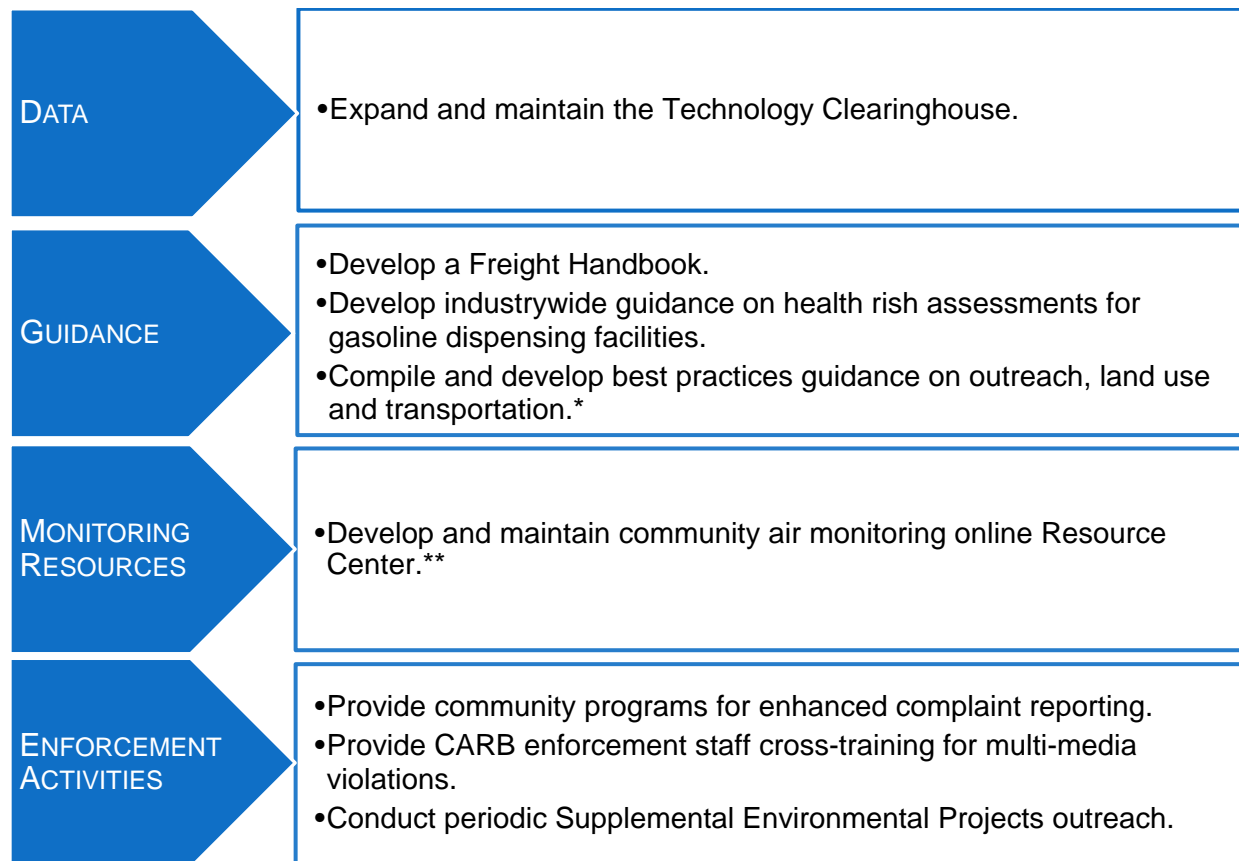 DATA
•Expand and maintain the Technology Clearinghouse.
GUIDANCE
•Develop a Freight Handbook.
•Develop industrywide guidance on health rish assessments for
gasoline dispensing facilities.
•Compile and develop best practices guidance on outreach, land use
and transportation.*
MONITORING
RESOURCES
•Develop and maintain community air monitoring online Resource
Center.**
ENFORCEMENT
ACTIVITIES
•Provide community programs for enhanced complaint reporting.
•Provide CARB enforcement staff cross-training for multi-media
violations.
•Conduct periodic Supplemental Environmental Projects outreach.